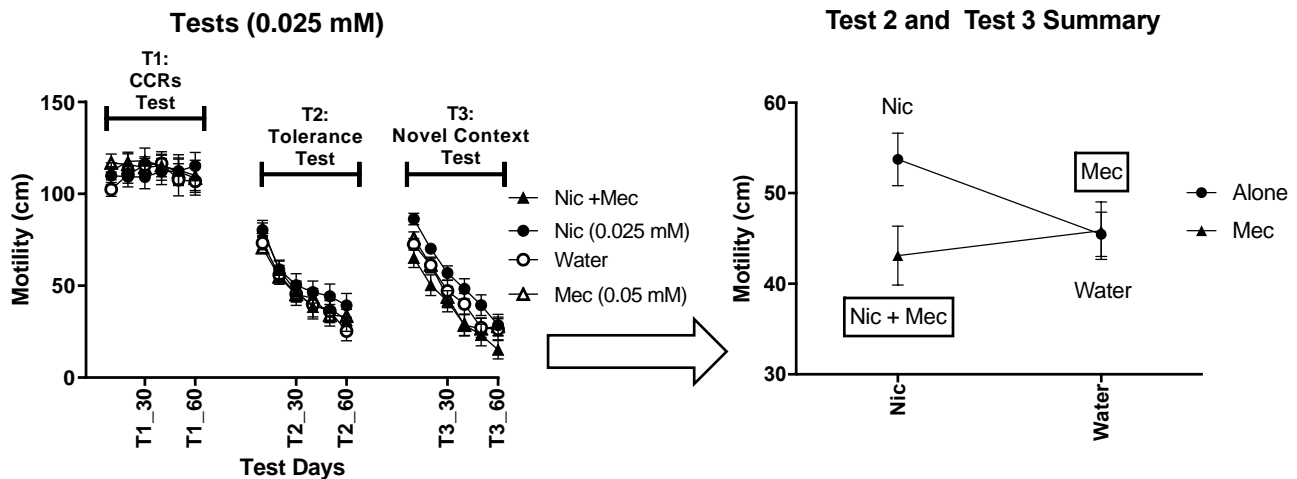 Tests (0.025 mM)
T1:
CCRs
Test
T2:
Tolerance
Test
T3:
Novel Context
Test
Motility (cm)
150
100
50
0
T1_30
T1_60
T2_30
T2_60
T3_30
T3_60
Test Days
Nic +Mec
Nic (0.025 mM)
Water
Mec (0.05 mM)
Test 2 and Test 3 Summary
Motility (cm)
60
50
40
30
Nic
Mec
Water
Nic + Mec
Nic
Water
Alone
Mec